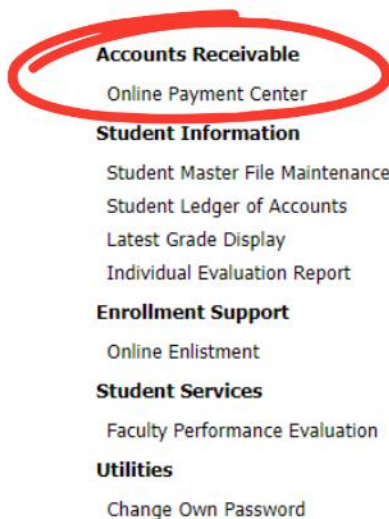 Accounts Receivable
Online Payment Center
Student Information
Student Master File Maintenance
Student Ledger of Accounts
Latest Grade Display
Individual Evaluation Report
Enrollment Support
Online Enlistment
Student Services
Faculty Performance Evaluation
Utilities
Change Own Password